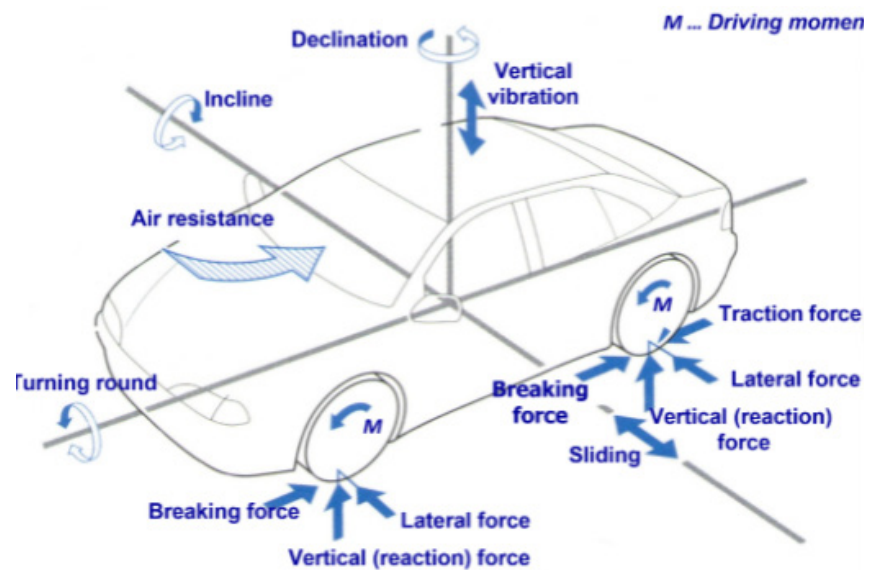 M ... Driving momen
Declination
Vertical
vibration
Incline
Air resistance
M
Traction force
Turning round
Breaking
force
Lateral force
Vertical (reaction)
force
M
Sliding
Breaking force
Lateral force
Vertical (reaction) force